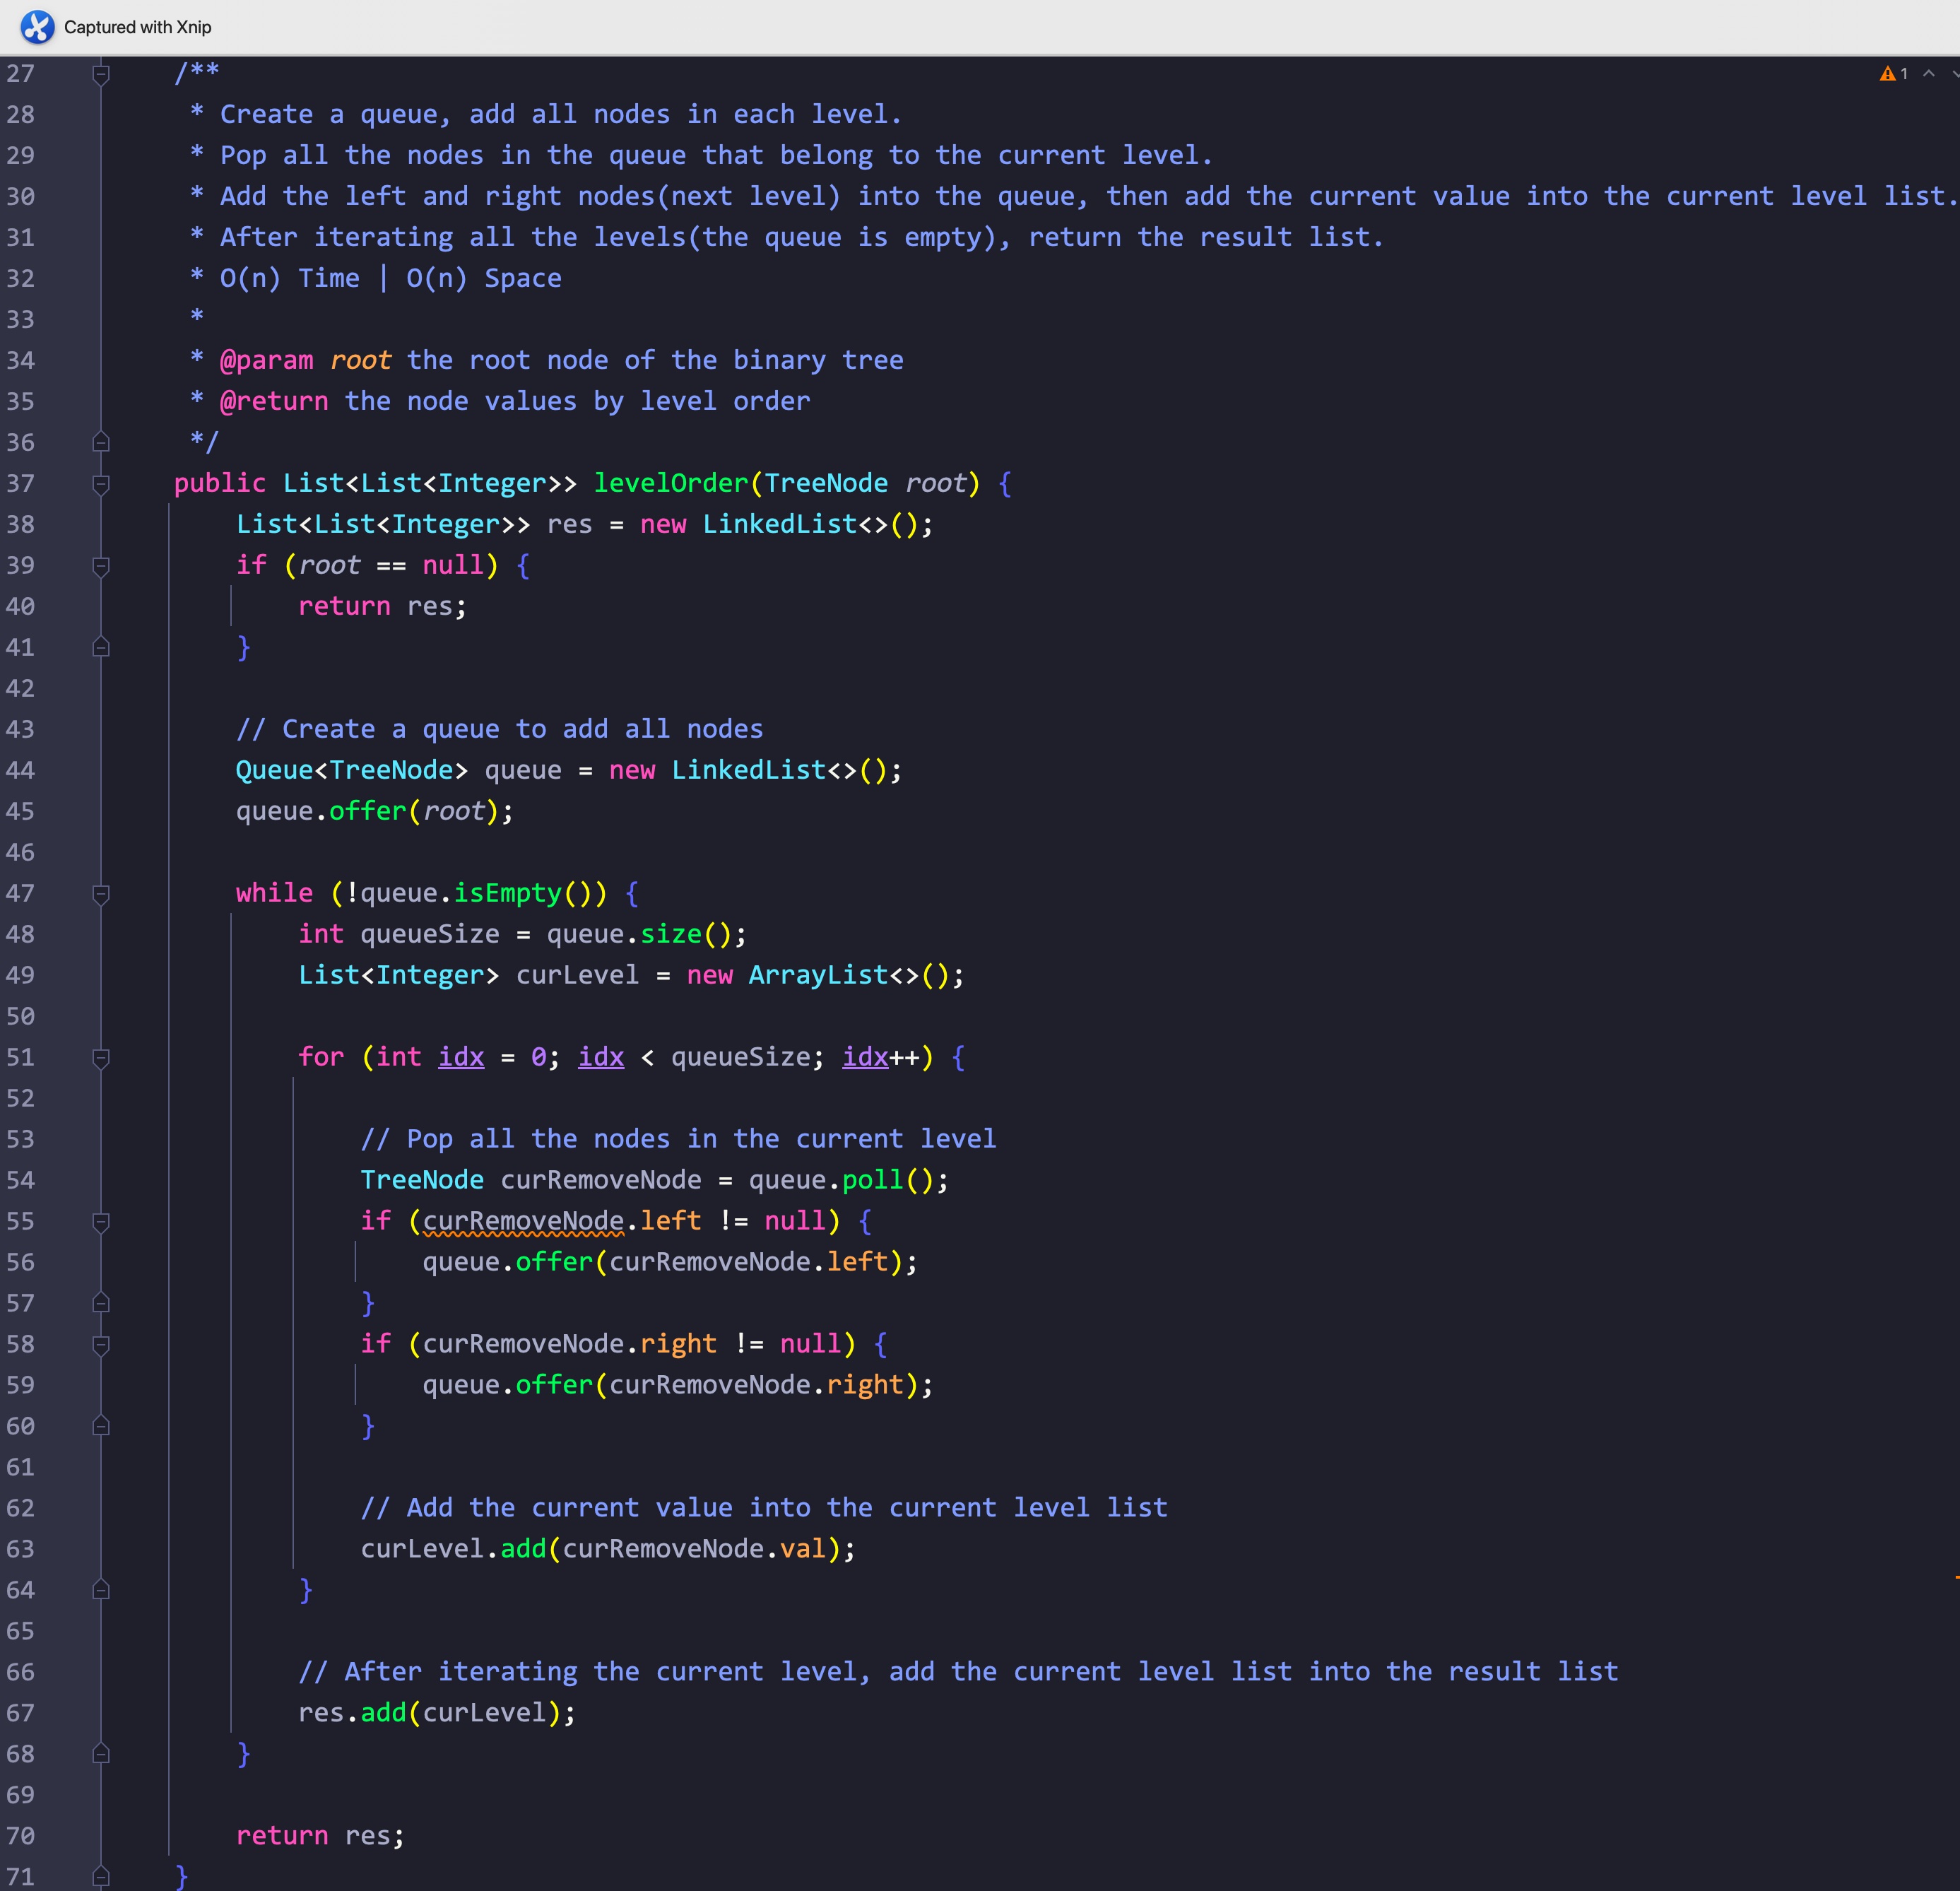 Captured with Xnip
1
27 /**
28 * Create a queue, add all nodes in each level.
29 * Pop all the nodes in the queue that belong to the current level.
30 * Add the left and right nodes(next level) into the queue, then add the current value into the current level list.
31 * After iterating all the levels(the queue is empty), return the result list.
32 * O(n) Time | O(n) Space
33 *
34 * @param root the root node of the binary tree
35 * @return the node values by level order
36 */
37 public List<List<Integer>> levelOrder(TreeNode root) {
38 List<List<Integer>> res = new LinkedList<>();
39 if (root == null) {
40 return res;
41 }
42
43 // Create a queue to add all nodes
44 Queue<TreeNode> queue = new LinkedList<>();
45 queue.offer(root);
46
47 while (!queue.isEmpty()) {
48 int queueSize = queue.size();
49 List<Integer> curLevel = new ArrayList<>();
50
51 for (int idx = 0; idx < queueSize; idx++) {
52
53 // Pop all the nodes in the current level
54 TreeNode curRemoveNode = queue.poll();
55 if (curRemoveNode.left != null) {
56 queue.offer(curRemoveNode.left);
57 }
58 if (curRemoveNode.right != null) {
59 queue.offer(curRemoveNode.right);
60 }
61
62 // Add the current value into the current level list
63 curLevel.add(curRemoveNode.val);
64 }
65
66 // After iterating the current level, add the current level list into the result list
67 res.add(curLevel);
68 }
69
70 return res;
71 }